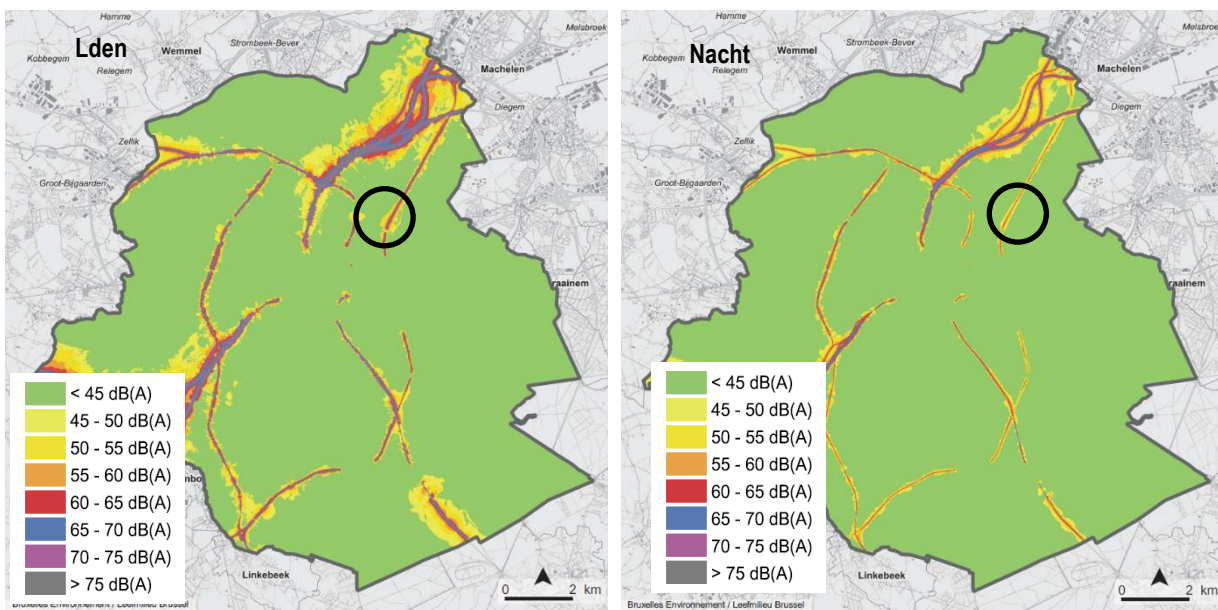 Hamme
Melsbroek
Lden
Wemmel
Strombeek-Bever
Kobbegem
Relegem
Machelen
Diegem
Zellik
Groot-Bijgaarden
raainem
< 45 dB(A)
45 - 50 dB(A)
50 - 55 dB(A)
55 - 60 dB(A)
60 - 65 dB(A)
65 - 70 dB(A)
70 - 75 dB(A)
> 75 dB(A)
mbo
Linkebeek
0 2 km
Bruxelles Environnement / Leefmilieu Brussel
Hamme
Melsbroek
Nacht
Wemmel
Strombeek-Bever
Kobbegem
Relegem
Machelen
Diegem
Zellik
Groot-Bijgaarden
raainem
< 45 dB(A)
45 - 50 dB(A)
50 - 55 dB(A)
55 - 60 dB(A)
60 - 65 dB(A)
65 - 70 dB(A)
70 - 75 dB(A)
> 75 dB(A)
Linkebeek
0 2 km
Bruxelles Environnement / Leefmilieu Brussel